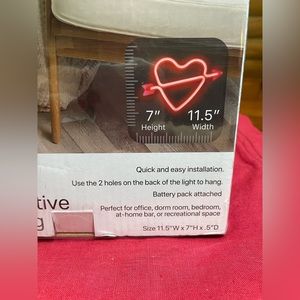 7" 11.5"
Height Width
Quick and easy installation.
Use the 2 holes on the back of the light to hang.
Battery pack attached
tive
g
Perfect for office, dorm room, bedroom,
at-home bar, or recreational space
Size 11.5"W x 7"H x .5"D